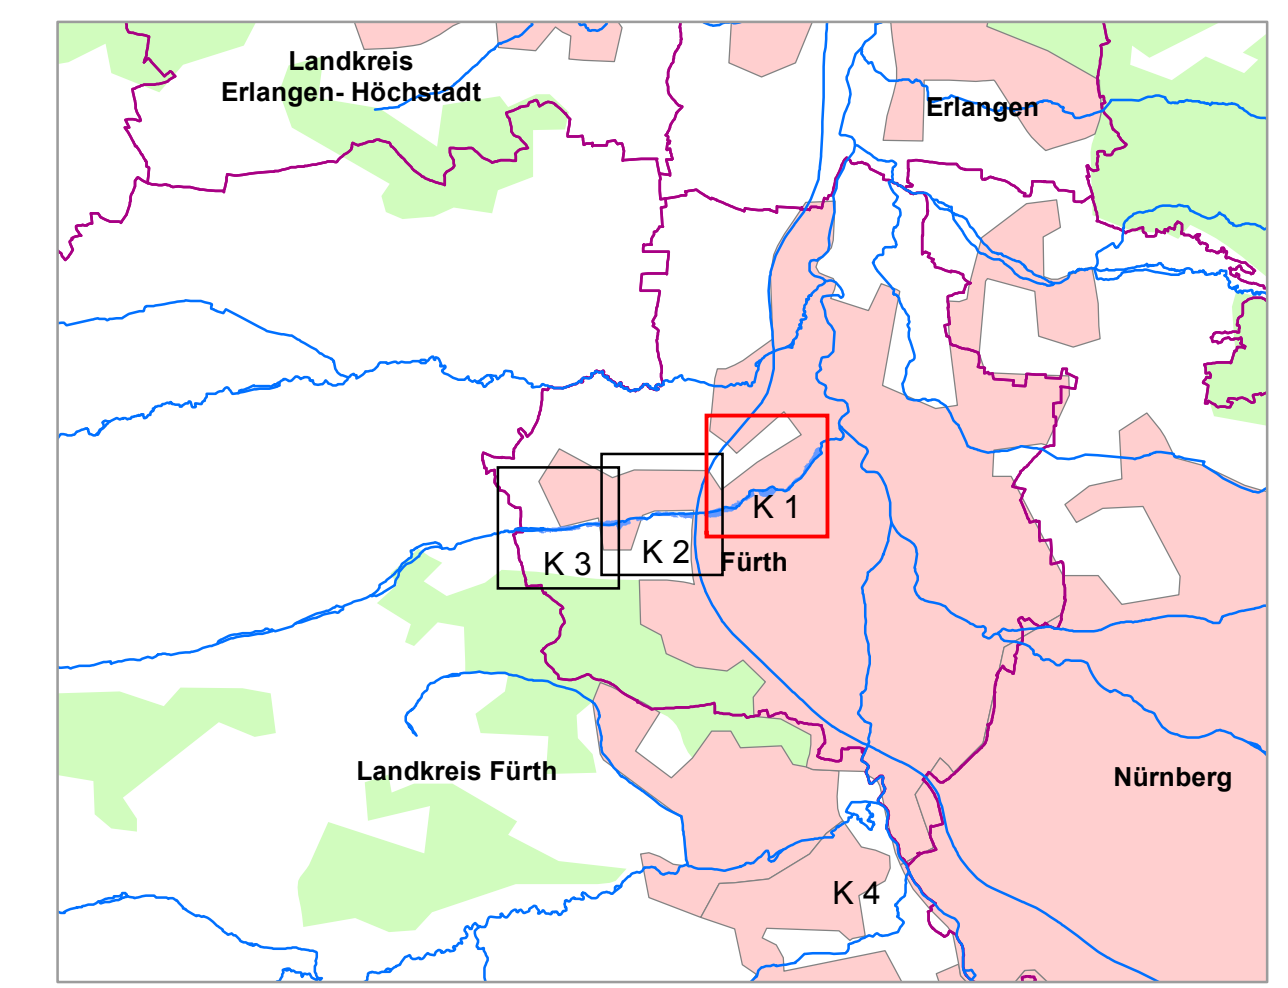 Landkreis
Erlangen- Höchstadt
Erlangen
K 1
K 2
K 3
Fürth
Landkreis Fürth
Nürnberg
K 4